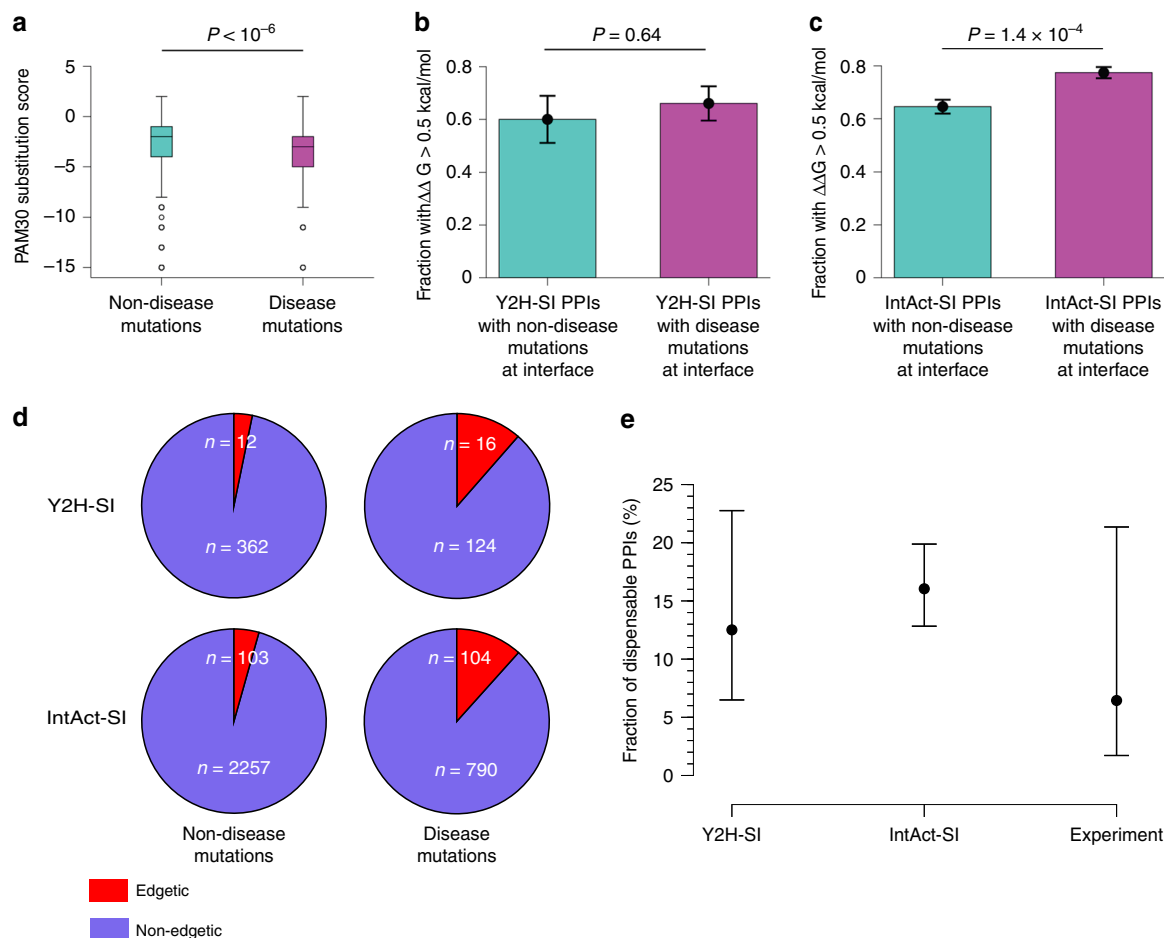 a
P < 10⁻⁶
PAM30 substitution score
5
0
−5
−10
−15
Non-disease
mutations
Disease
mutations
b
P = 0.64
Fraction withΔΔ G > 0.5 kcal/mol
0.8
0.6
0.4
0.2
0
Y2H-SI PPIs
with non-disease
mutations
at interface
Y2H-SI PPIs
with disease
mutations
at interface
c
P = 1.4 × 10⁻⁴
Fraction with ΔΔG > 0.5 kcal/mol
0.8
0.6
0.4
0.2
0
IntAct-SI PPIs
with non-disease
mutations
at interface
IntAct-SI PPIs
with disease
mutations
at interface
d
Y2H-SI
n = 12
n = 362
n = 16
n = 124
IntAct-SI
n = 103
n = 2257
n = 104
n = 790
Non-disease
mutations
Disease
mutations
Edgetic
Non-edgetic
e
Fraction of dispensable PPIs (%)
25
20
15
10
5
0
Y2H-SI
IntAct-SI
Experiment